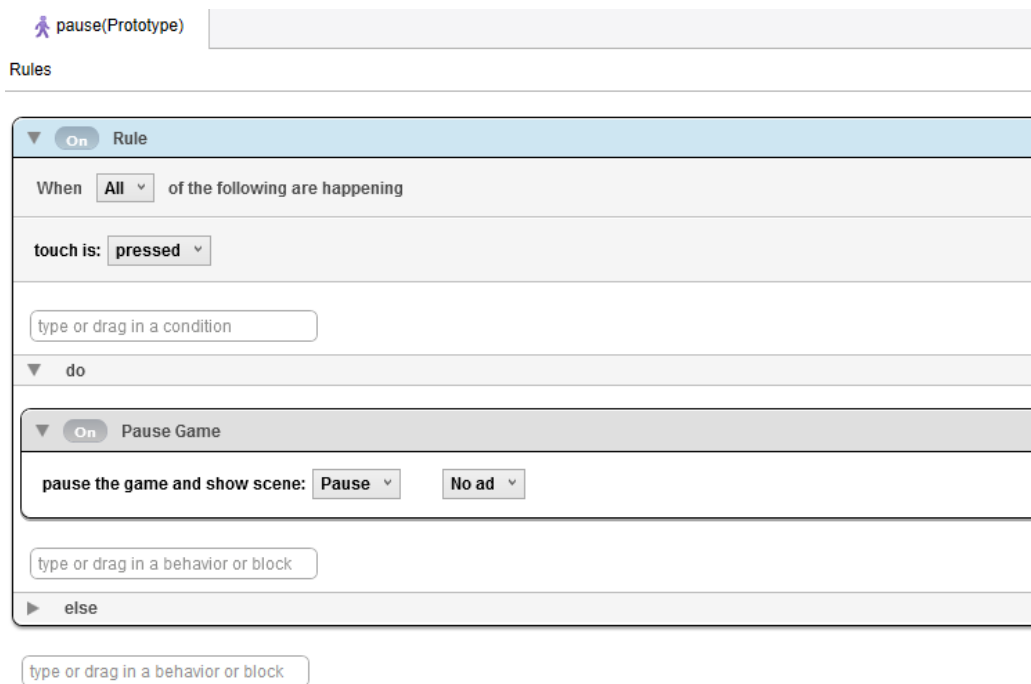 pause(Prototype)
Rules
On Rule
When All of the following are happening
touch is: pressed
type or drag in a condition
do
On Pause Game
pause the game and show scene: Pause No ad
type or drag in a behavior or block
else
type or drag in a behavior or block